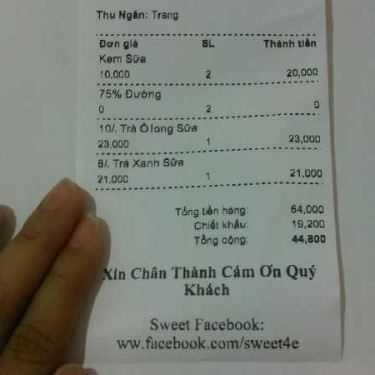 Thu Ngân: Trang
Đơn giá SL Thành tiền
Kem Sữa
10,000 2 20,000
75% Đường
0 2 0
10/. Trà Ôlong Sữa
23,000 1 23,000
8/. Trà Xanh Sữa
21,000 1 21,000
Tổng tiền hàng: 64,000
Chiết khấu: 19,200
Tổng cộng: 44,800
Xin Chân Thành Cảm Ơn Quý
Khách
Sweet Facebook:
ww.facebook.com/sweet4e